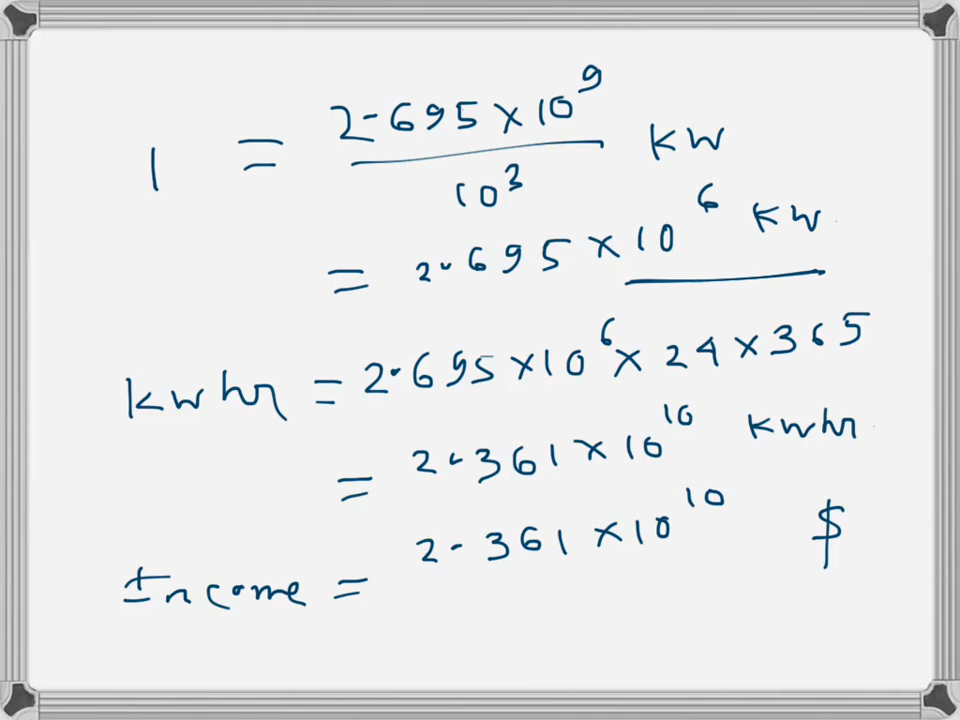 1 = 2.695 × 10^9 / 10^3 kw
= 2.695 × 10^6 kw
kwhr = 2.695 × 10^6 × 24 × 365
= 2.361 × 10^10 kwhr
Income = 2.361 × 10^10 $